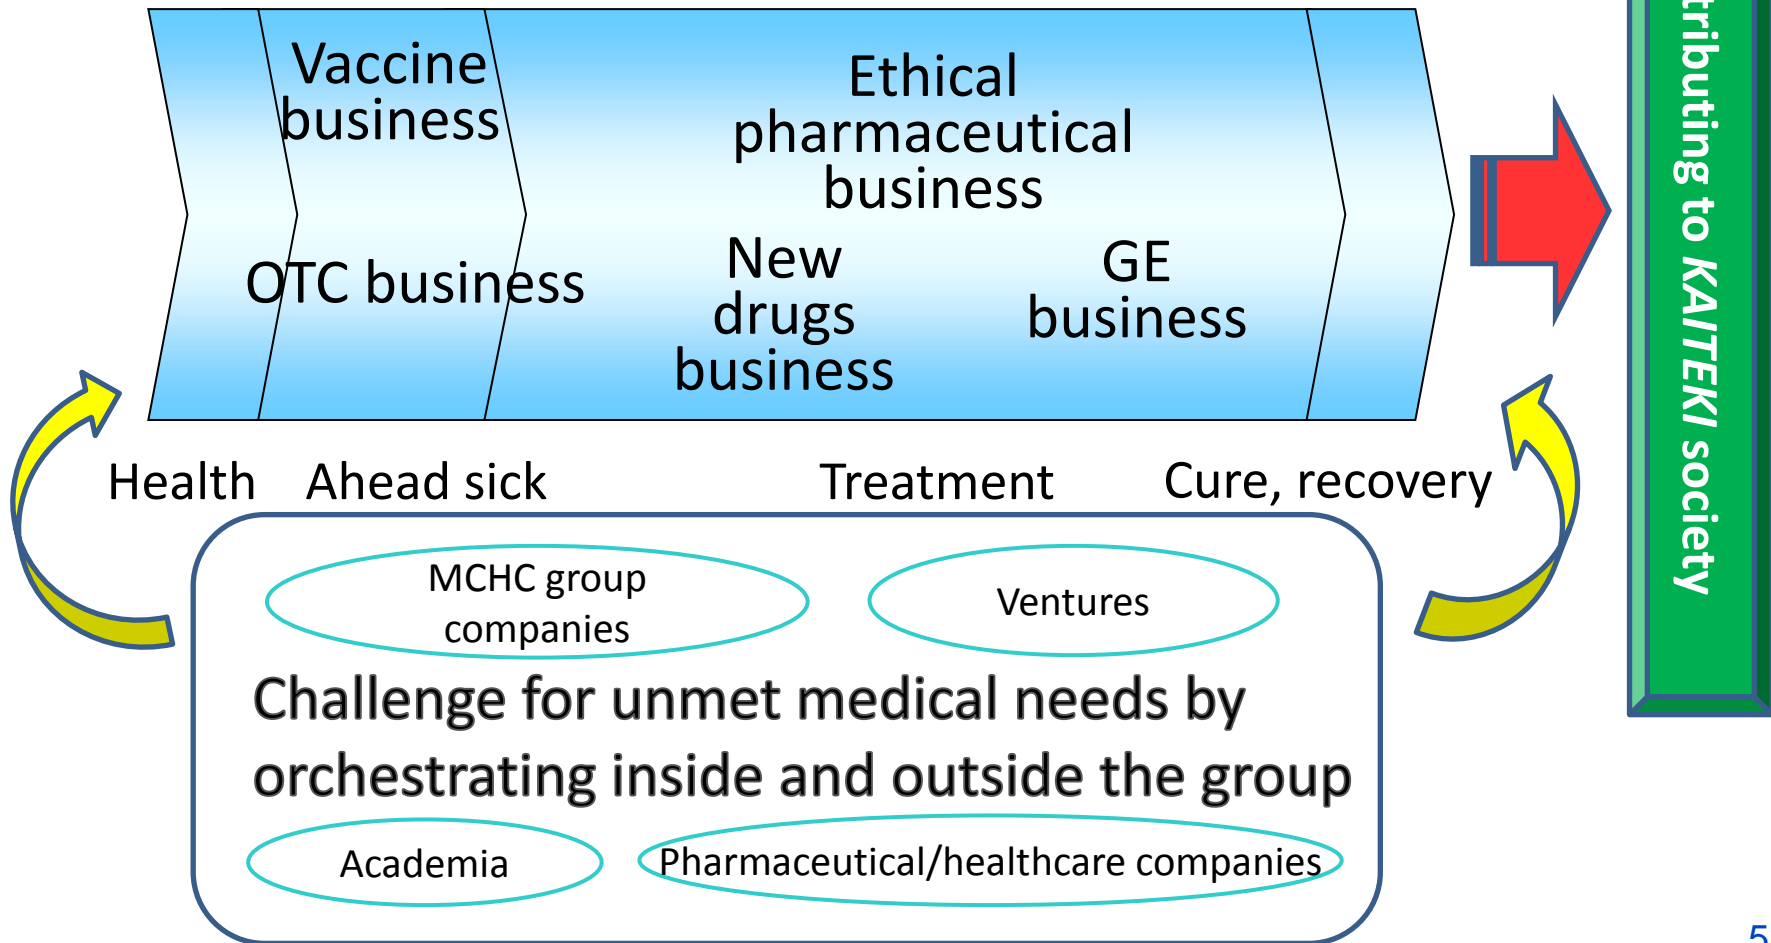 Vaccine
business
Ethical
pharmaceutical
business
OTC business
New
drugs
business
GE
business
Health
Ahead sick
Treatment
Cure, recovery
MCHC group
companies
Ventures
Challenge for unmet medical needs by
orchestrating inside and outside the group
Academia
Pharmaceutical/healthcare companies
tributing to KAITEKI society
5